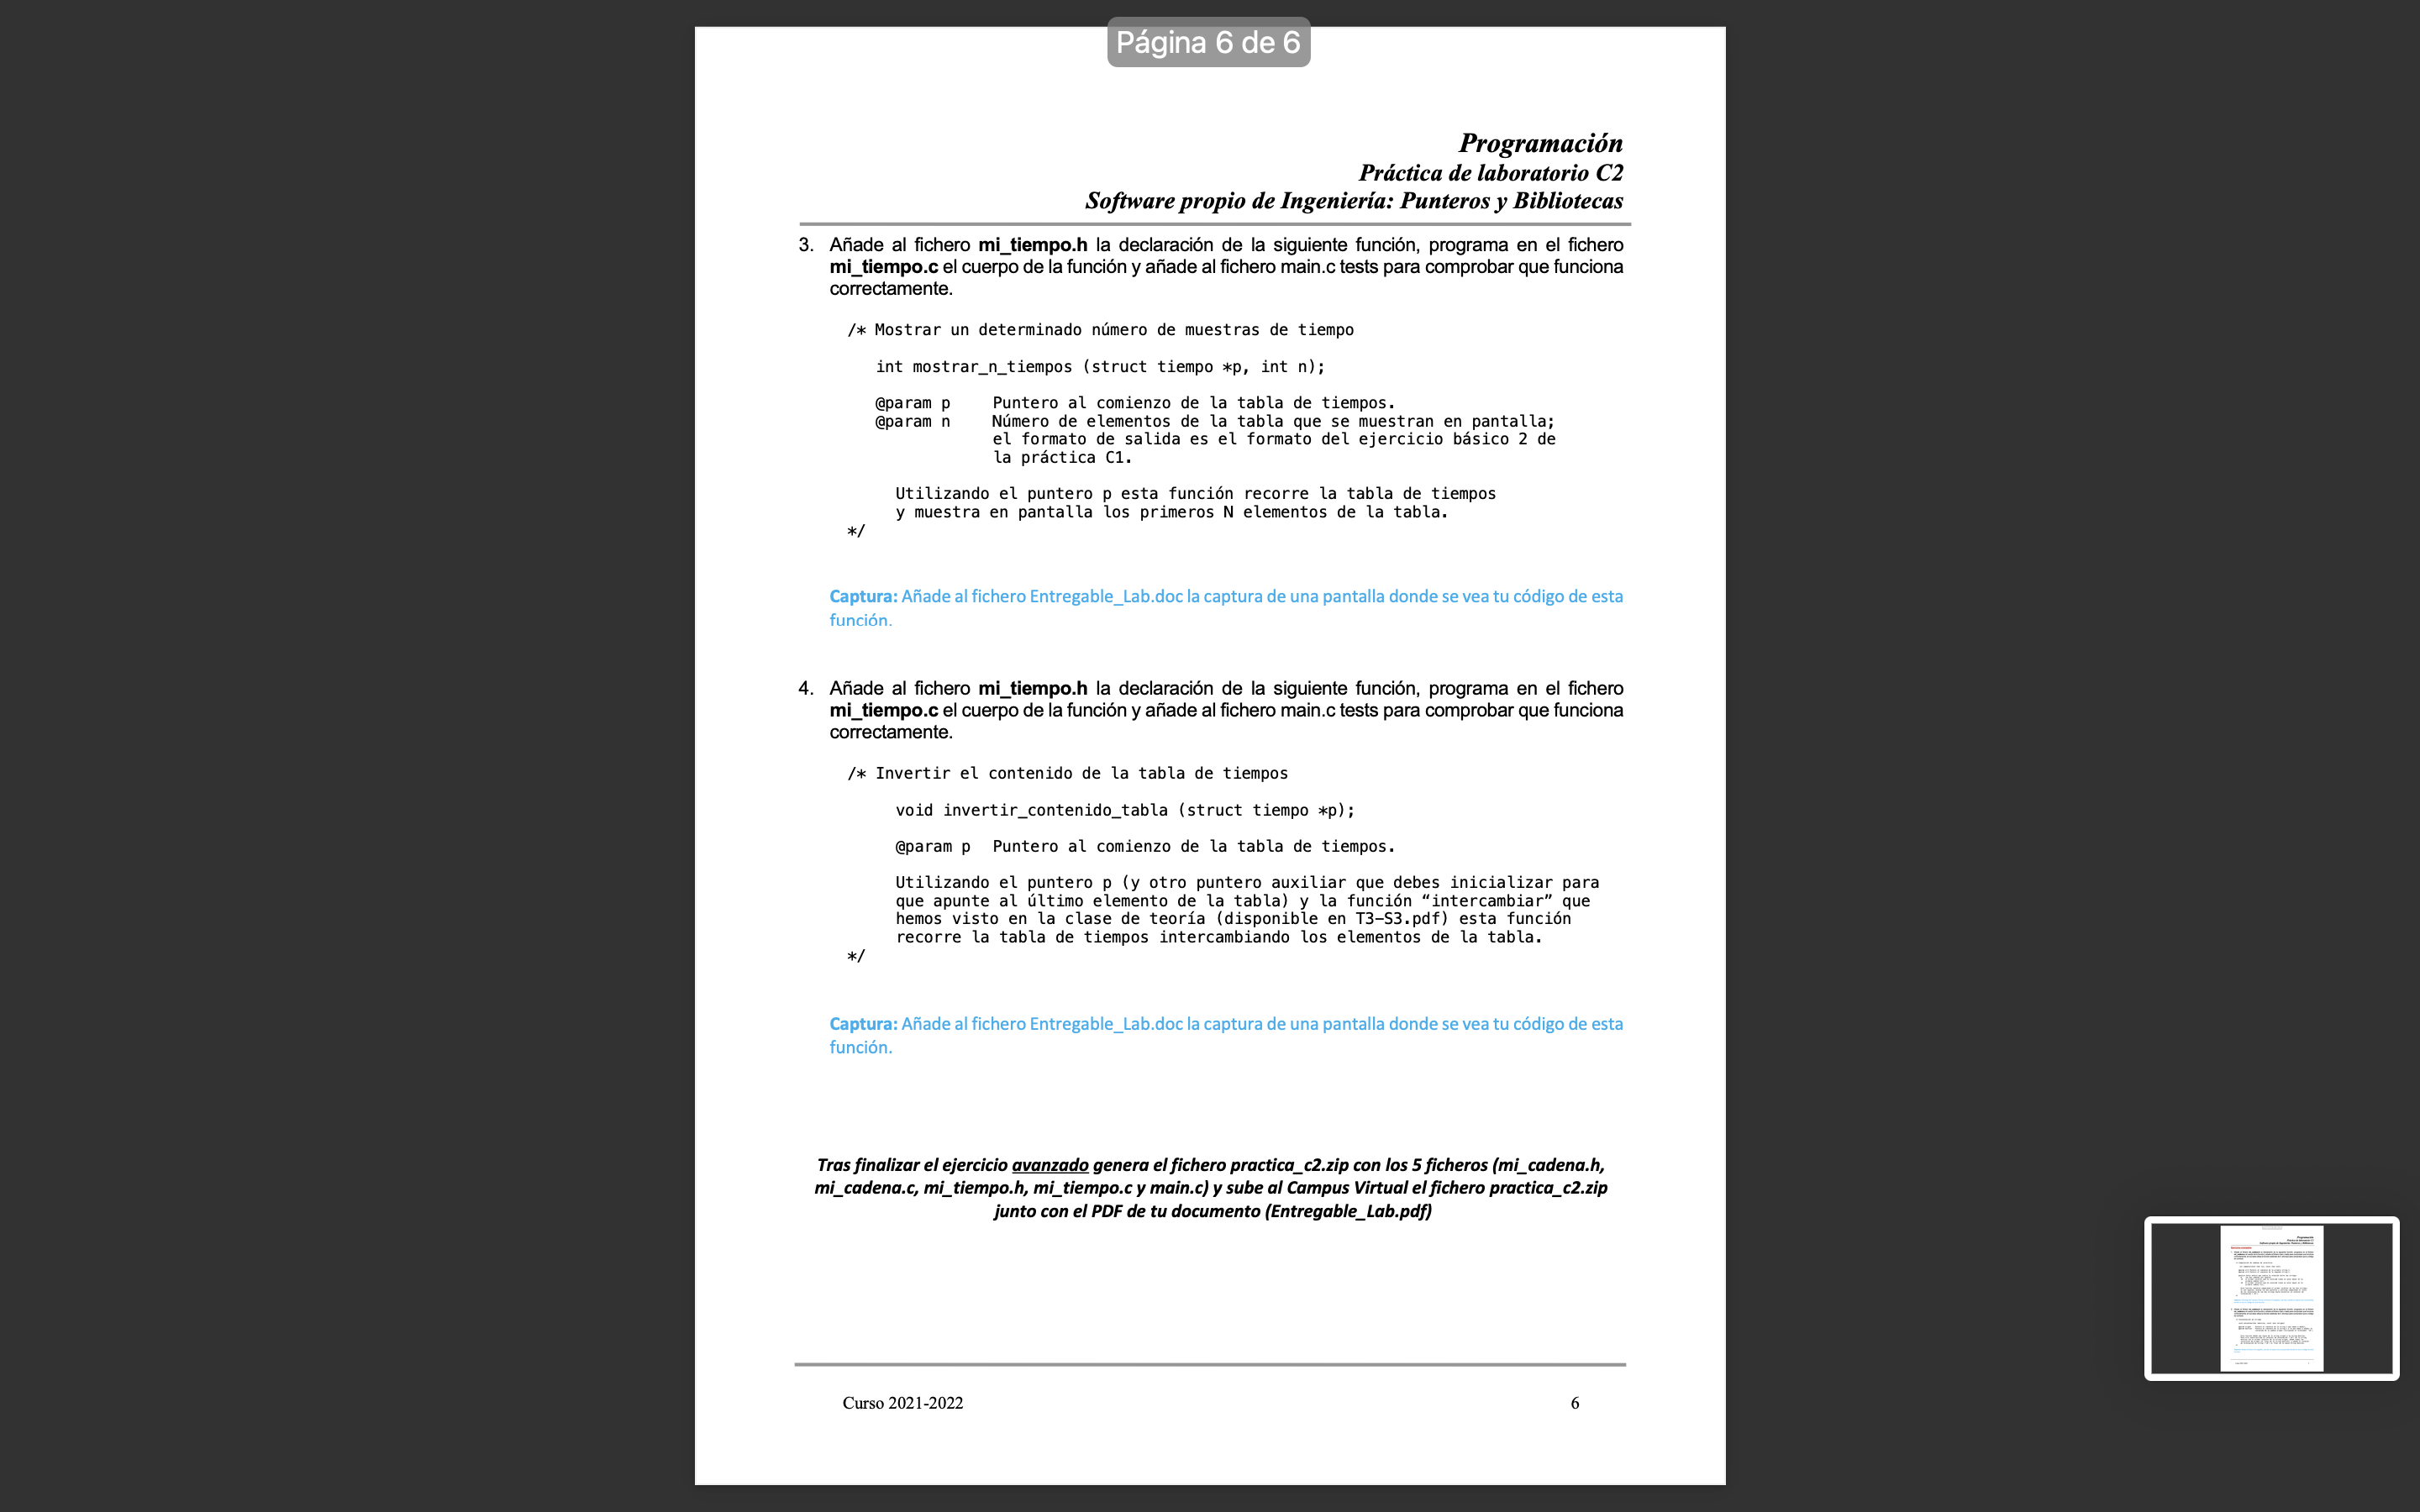 Página 6 de 6
Programación
Práctica de laboratorio C2
Software propio de Ingeniería: Punteros y Bibliotecas
3. Añade al fichero mi_tiempo.h la declaración de la siguiente función, programa en el fichero
mi_tiempo.c el cuerpo de la función y añade al fichero main.c tests para comprobar que funciona
correctamente.
/* Mostrar un determinado número de muestras de tiempo
int mostrar_n_tiempos (struct tiempo *p, int n);
@param p Puntero al comienzo de la tabla de tiempos.
@param n Número de elementos de la tabla que se muestran en pantalla;
el formato de salida es el formato del ejercicio básico 2 de
la práctica C1.
Utilizando el puntero p esta función recorre la tabla de tiempos
y muestra en pantalla los primeros N elementos de la tabla.
*/
Captura: Añade al fichero Entregable_Lab.doc la captura de una pantalla donde se vea tu código de esta
función.
4. Añade al fichero mi_tiempo.h la declaración de la siguiente función, programa en el fichero
mi_tiempo.c el cuerpo de la función y añade al fichero main.c tests para comprobar que funciona
correctamente.
/* Invertir el contenido de la tabla de tiempos
void invertir_contenido_tabla (struct tiempo *p);
@param p Puntero al comienzo de la tabla de tiempos.
Utilizando el puntero p (y otro puntero auxiliar que debes inicializar para
que apunte al último elemento de la tabla) y la función “intercambiar” que
hemos visto en la clase de teoría (disponible en T3–S3.pdf) esta función
recorre la tabla de tiempos intercambiando los elementos de la tabla.
*/
Captura: Añade al fichero Entregable_Lab.doc la captura de una pantalla donde se vea tu código de esta
función.
Tras finalizar el ejercicio avanzado genera el fichero practica_c2.zip con los 5 ficheros (mi_cadena.h,
mi_cadena.c, mi_tiempo.h, mi_tiempo.c y main.c) y sube al Campus Virtual el fichero practica_c2.zip
junto con el PDF de tu documento (Entregable_Lab.pdf)
Curso 2021-2022 6